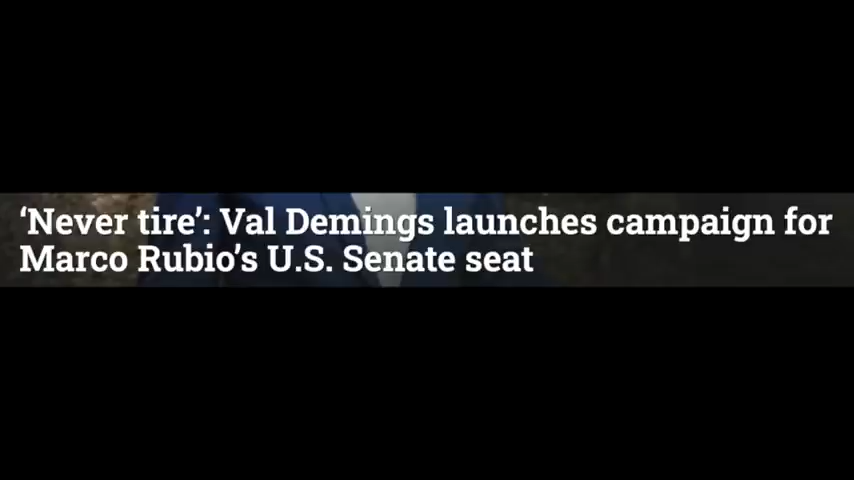 ‘Never tire’: Val Demings launches campaign for
Marco Rubio’s U.S. Senate seat